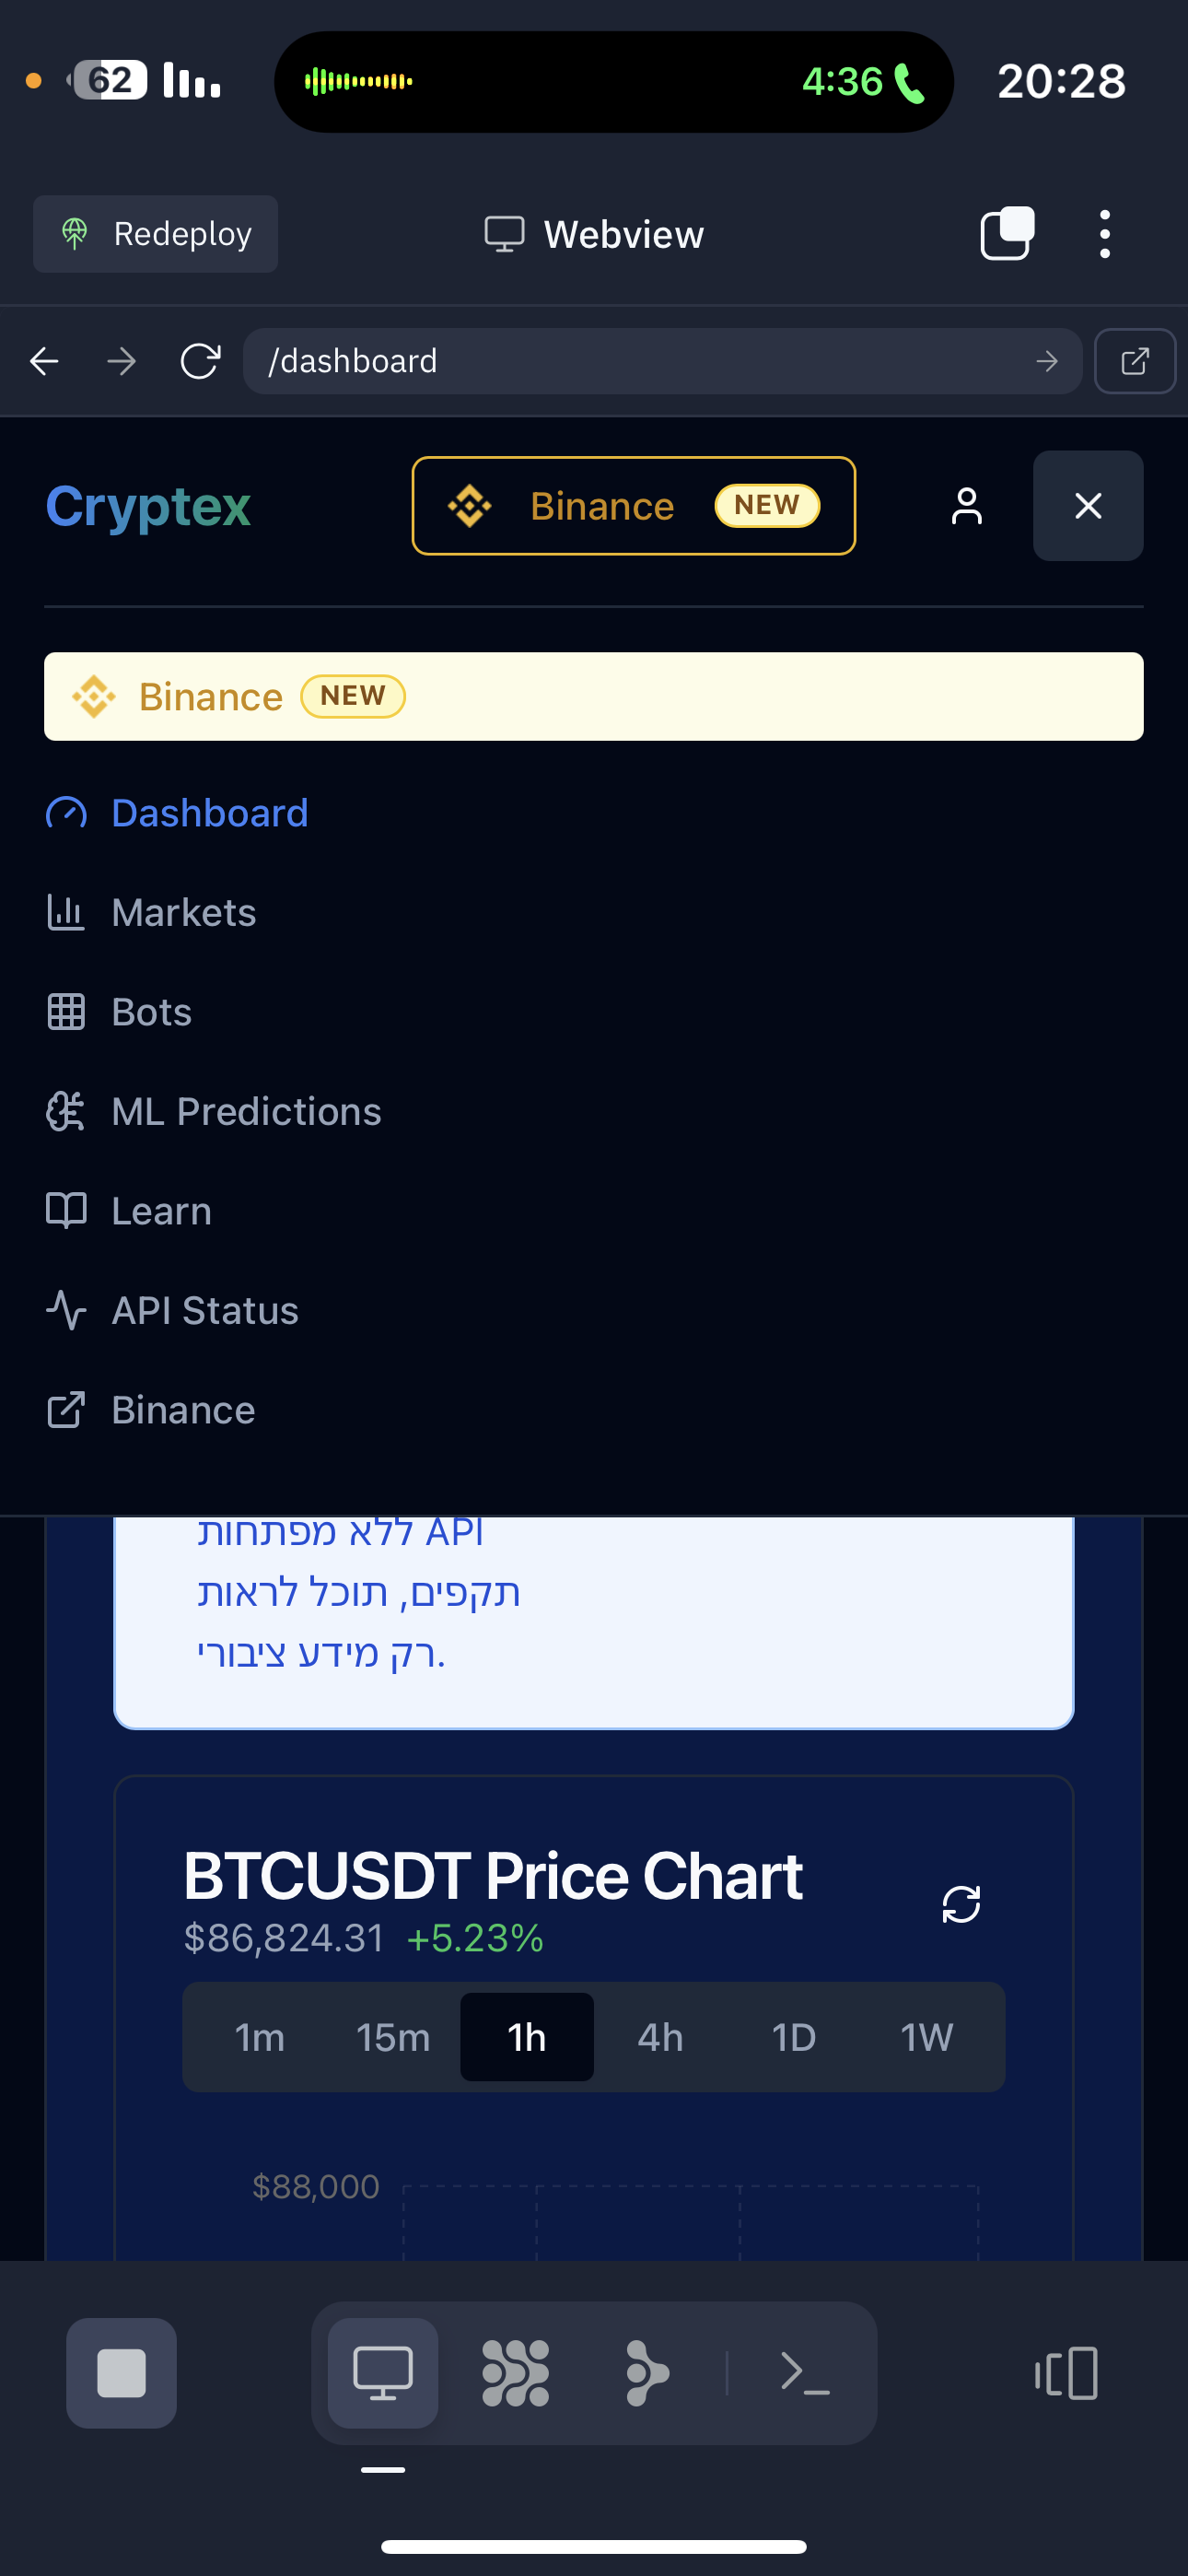 62
4:36
20:28
Redeploy
Webview
/dashboard
Cryptex
Binance NEW
Binance NEW
Dashboard
Markets
Bots
ML Predictions
Learn
API Status
Binance
ללא מפתחות API
תקפים, תוכל לראות
רק מידע ציבורי.
BTCUSDT Price Chart
$86,824.31 +5.23%
1m 15m 1h 4h 1D 1W
$88,000